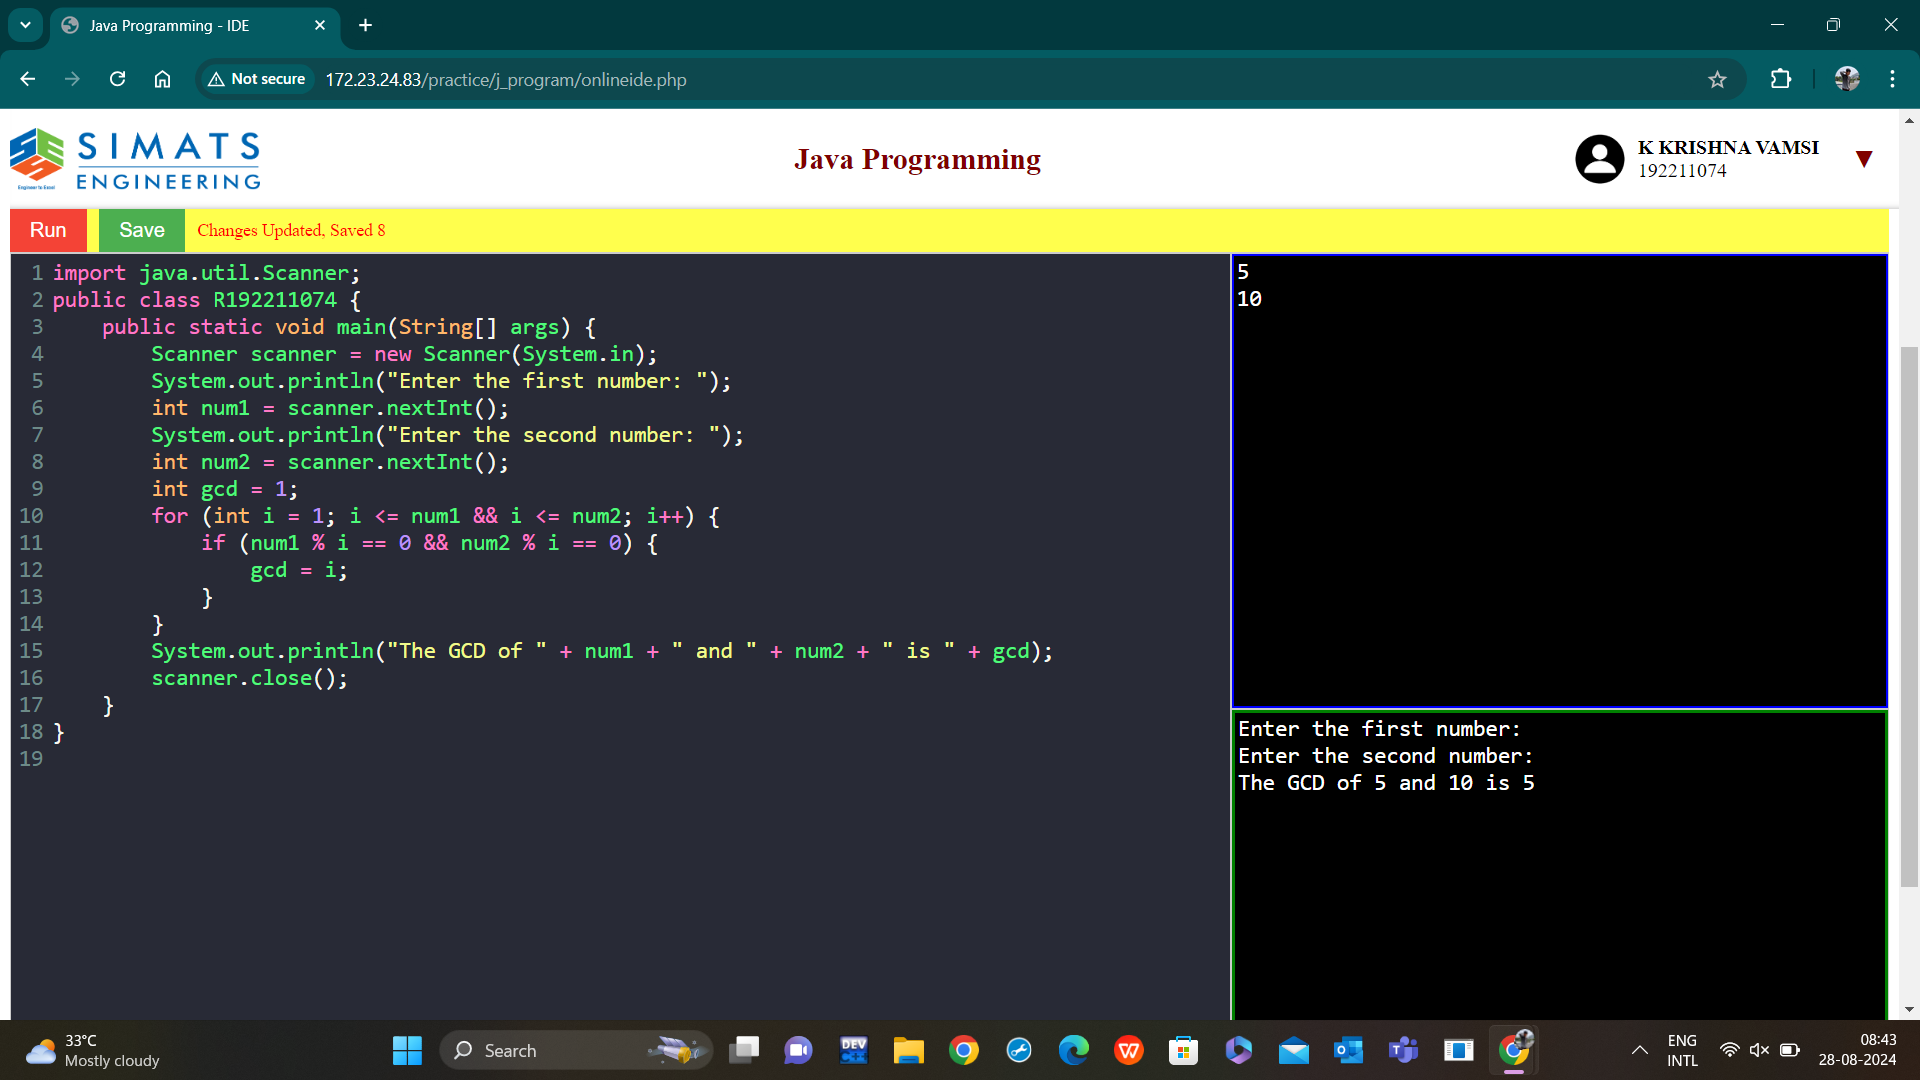 Java Programming - IDE
Not secure
172.23.24.83/practice/j_program/onlineide.php
SIMATS
ENGINEERING
Engineer to Excel
Java Programming
K KRISHNA VAMSI
192211074
Run
Save
Changes Updated, Saved 8
1 import java.util.Scanner;
2 public class R192211074 {
3     public static void main(String[] args) {
4         Scanner scanner = new Scanner(System.in);
5         System.out.println("Enter the first number: ");
6         int num1 = scanner.nextInt();
7         System.out.println("Enter the second number: ");
8         int num2 = scanner.nextInt();
9         int gcd = 1;
10         for (int i = 1; i <= num1 && i <= num2; i++) {
11             if (num1 % i == 0 && num2 % i == 0) {
12                 gcd = i;
13             }
14         }
15         System.out.println("The GCD of " + num1 + " and " + num2 + " is " + gcd);
16         scanner.close();
17     }
18 }
19
5
10
Enter the first number:
Enter the second number:
The GCD of 5 and 10 is 5
33°C
Mostly cloudy
Search
DEV
C++
ENG
INTL
08:43
28-08-2024